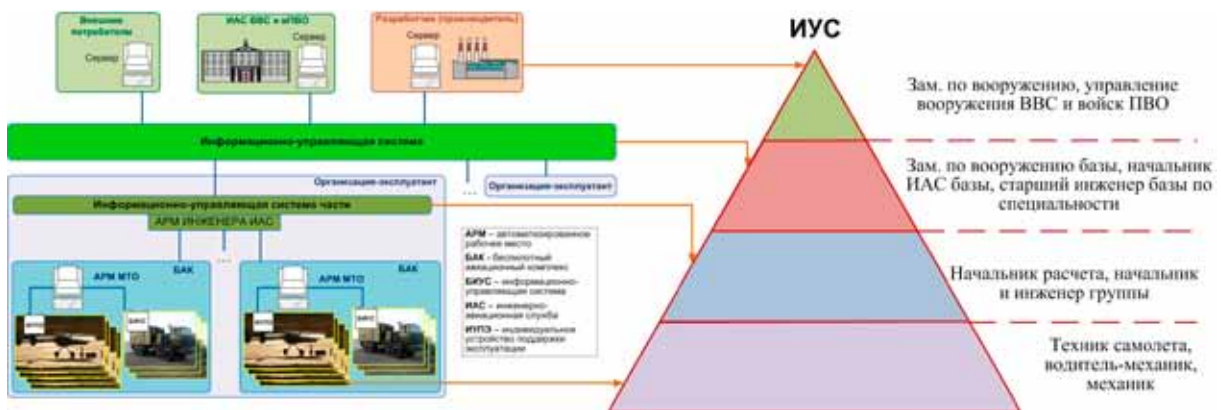 Внешние
потребители
Сервер
ИАС ВВС и вПВО
Сервер
Разработчик (производитель)
Сервер
Информационно-управляющая система
Организация-эксплуатант
...
Организация-эксплуатант
Информационно-управляющая система части
АРМ ИНЖЕНЕРА ИАС
...
АРМ МТО
БАК
АРМ МТО
БАК
АРМ – автоматизированное
рабочее место
БАК - беспилотный
авиационный комплекс
БИУС – информационно-
управляющая система
ИАС – инженерно-
авиационная служба
ИУПЭ – индивидуальное
устройство поддержки
эксплуатации
ИУС
Зам. по вооружению, управление
вооружения ВВС и войск ПВО
Зам. по вооружению базы, начальник
ИАС базы, старший инженер базы по
специальности
Начальник расчета, начальник
и инженер группы
Техник самолета,
водитель-механик,
механик